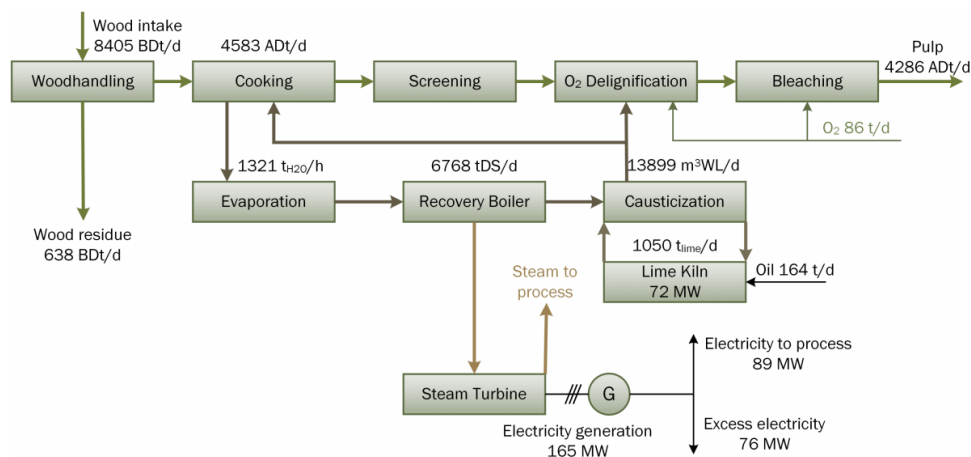 Wood intake
8405 BDt/d
4583 ADt/d
Pulp
4286 ADt/d
Woodhandling
Cooking
Screening
O₂ Delignification
Bleaching
O₂ 86 t/d
1321 tH2O/h
6768 tDS/d
13899 m³WL/d
Evaporation
Recovery Boiler
Causticization
Wood residue
638 BDt/d
1050 tlime/d
Steam to
process
Lime Kiln
72 MW
Oil 164 t/d
Electricity to process
89 MW
Steam Turbine
G
Electricity generation
165 MW
Excess electricity
76 MW